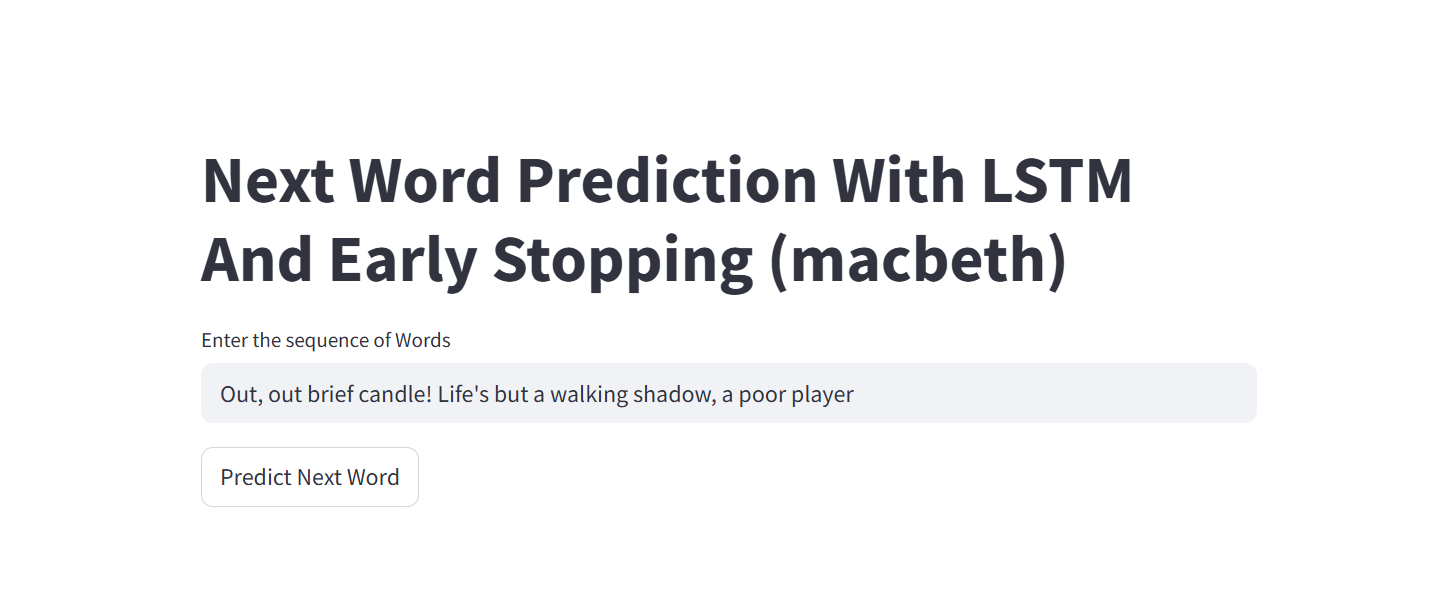 Next Word Prediction With LSTM
And Early Stopping (macbeth)
Enter the sequence of Words
Out, out brief candle! Life's but a walking shadow, a poor player
Predict Next Word